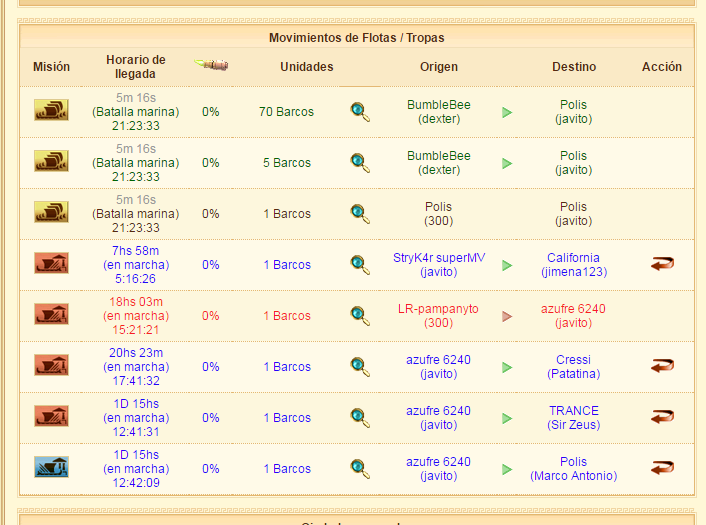 Movimientos de Flotas / Tropas
Misión Horario de llegada Unidades Origen Destino Acción
5m 16s
(Batalla marina) 0% 70 Barcos BumbleBee (dexter) Polis (javito)
21:23:33
5m 16s
(Batalla marina) 0% 5 Barcos BumbleBee (dexter) Polis (javito)
21:23:33
5m 16s
(Batalla marina) 0% 1 Barcos Polis (300) Polis (javito)
21:23:33
7hs 58m
(en marcha) 0% 1 Barcos StryK4r superMV (javito) California (jimena123)
5:16:26
18hs 03m
(en marcha) 0% 1 Barcos LR-pampanyto (300) azufre 6240 (javito)
15:21:21
20hs 23m
(en marcha) 0% 1 Barcos azufre 6240 (javito) Cressi (Patatina)
17:41:32
1D 15hs
(en marcha) 0% 1 Barcos azufre 6240 (javito) TRANCE (Sir Zeus)
12:41:31
1D 15hs
(en marcha) 0% 1 Barcos azufre 6240 (javito) Polis (Marco Antonio)
12:42:09